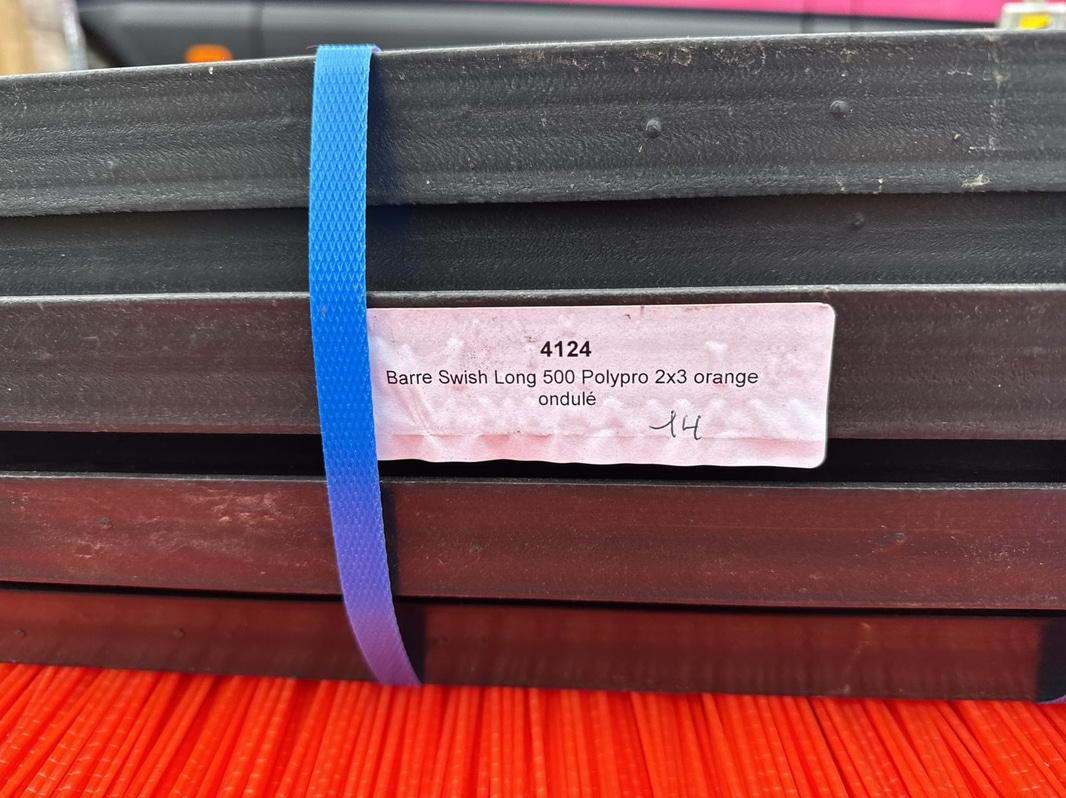 4124
Barre Swish Long 500 Polypro 2x3 orange
ondulé
14